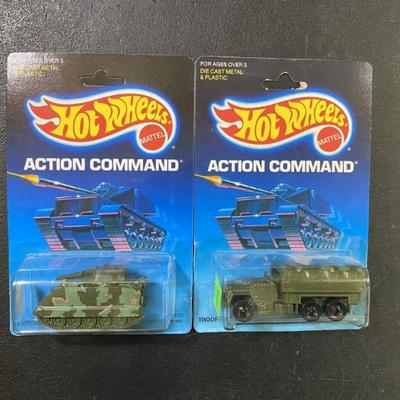 FOR AGES OVER 3
DIE CAST METAL
& PLASTIC
Hot Wheels
MATTEL
ACTION COMMAND
FOR AGES OVER 3
DIE CAST METAL
& PLASTIC
Hot Wheels
MATTEL
ACTION COMMAND
TROOP